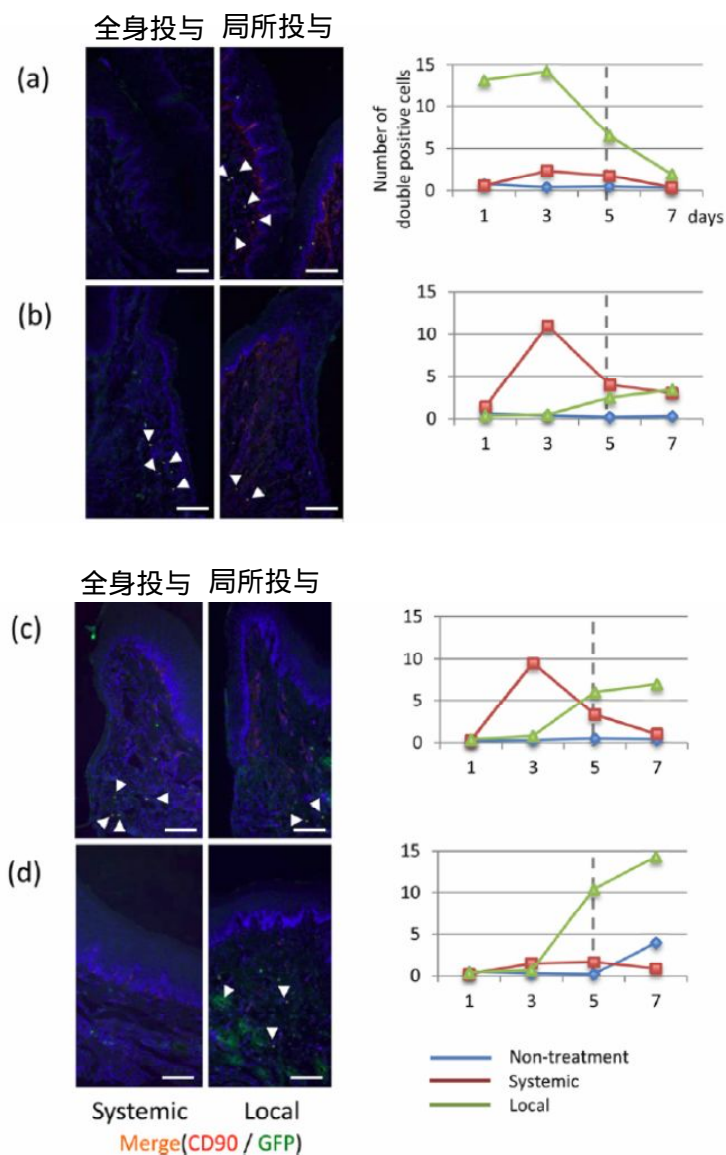 全身投与 局所投与
(a)
Number of
double positive cells
15
10
5
0
1 3 5 7 days
(b)
15
10
5
0
1 3 5 7
全身投与 局所投与
(c)
15
10
5
0
1 3 5 7
(d)
15
10
5
0
1 3 5 7
Non-treatment
Systemic
Local
Systemic Local
Merge(CD90 / GFP)